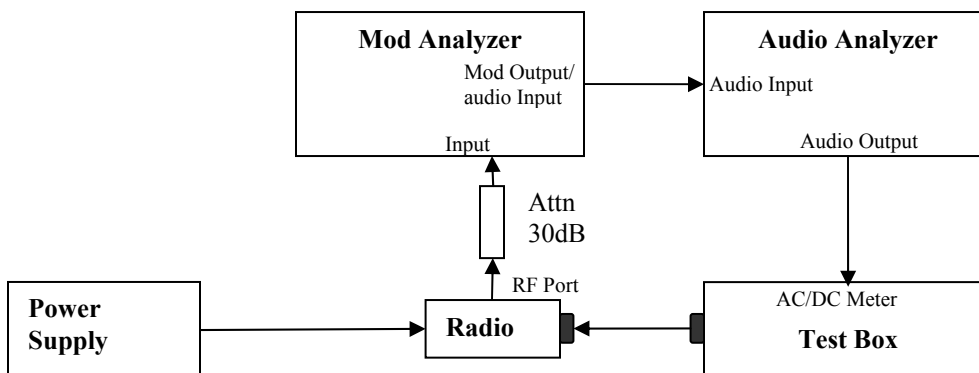 Mod Analyzer
Mod Output/
audio Input
Input
Audio Analyzer
Audio Input
Audio Output
Attn
30dB
RF Port
Power
Supply
Radio
AC/DC Meter
Test Box